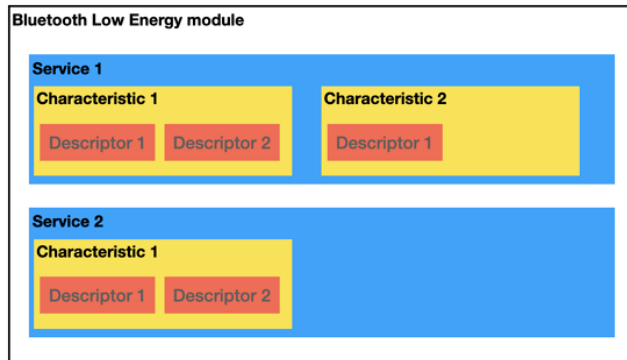 Bluetooth Low Energy module
Service 1
Characteristic 1
Descriptor 1 Descriptor 2
Characteristic 2
Descriptor 1
Service 2
Characteristic 1
Descriptor 1 Descriptor 2